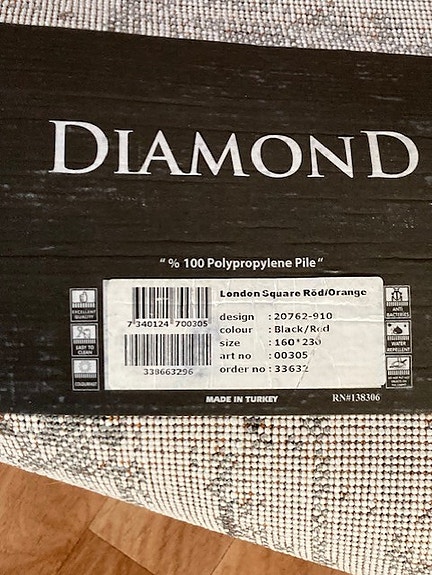 DIAMOND
“ % 100 Polypropylene Pile”
London Square Röd/Orange
7 340124 700305
design : 20762-910
colour : Black/Red
size : 160*230
art no : 00305
338663296
order no : 33632
EXCELLENT QUALITY
EASY TO CLEAN
COLOURFAST
ANTI BACTERIES
WATER REPELLENT
MADE IN TURKEY
RN#138306